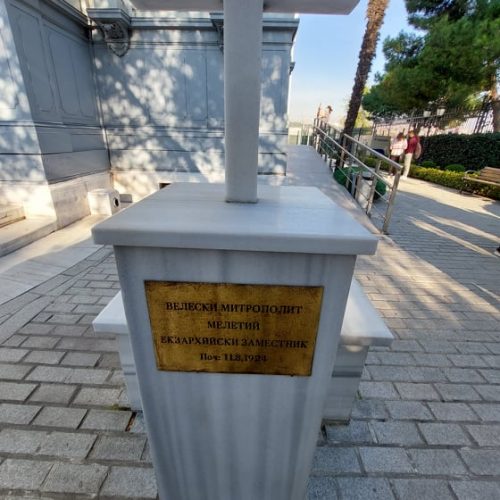 ВЕЛЕСКИ МИТРОПОЛИТ
МЕЛЕТИЙ
ЕКЗАРХИЙСКИ ЗАМЕСТНИК
Поч: 11.8.1924